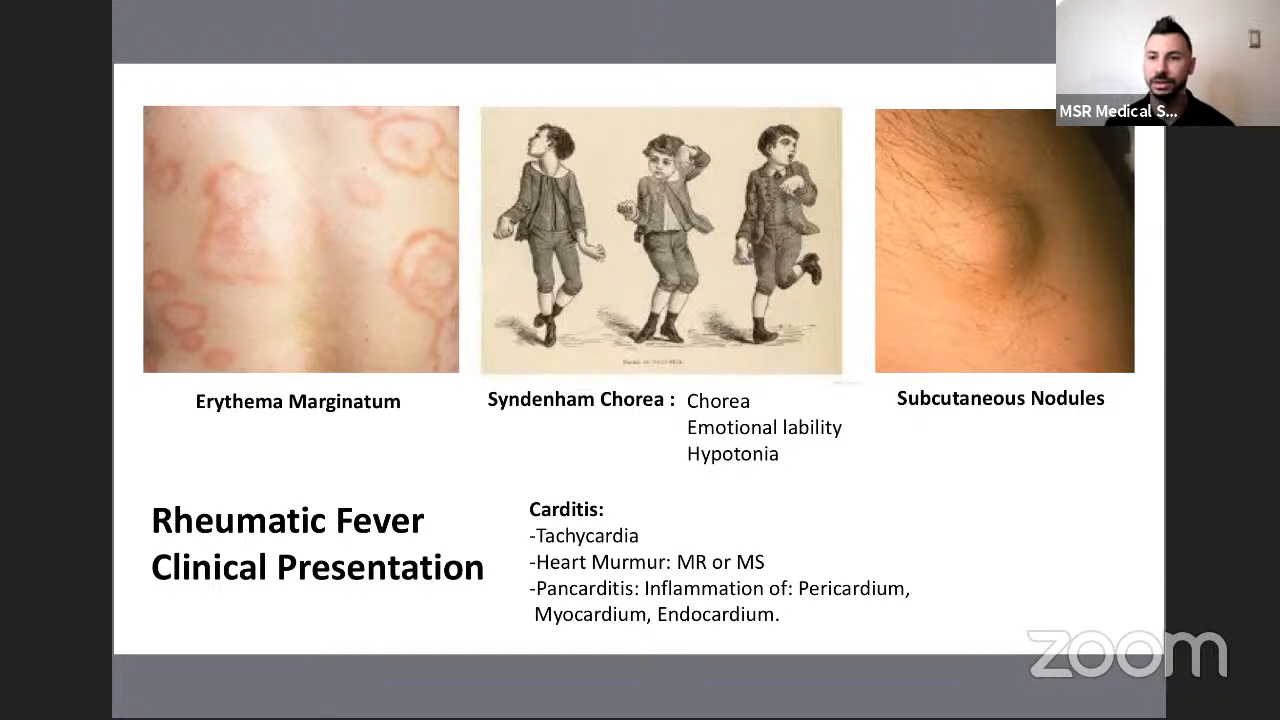 MSR Medical S...
Erythema Marginatum
Syndenham Chorea : Chorea
Emotional lability
Hypotonia
Subcutaneous Nodules
Rheumatic Fever
Clinical Presentation
Carditis:
-Tachycardia
-Heart Murmur: MR or MS
-Pancarditis: Inflammation of: Pericardium,
Myocardium, Endocardium.
zoom